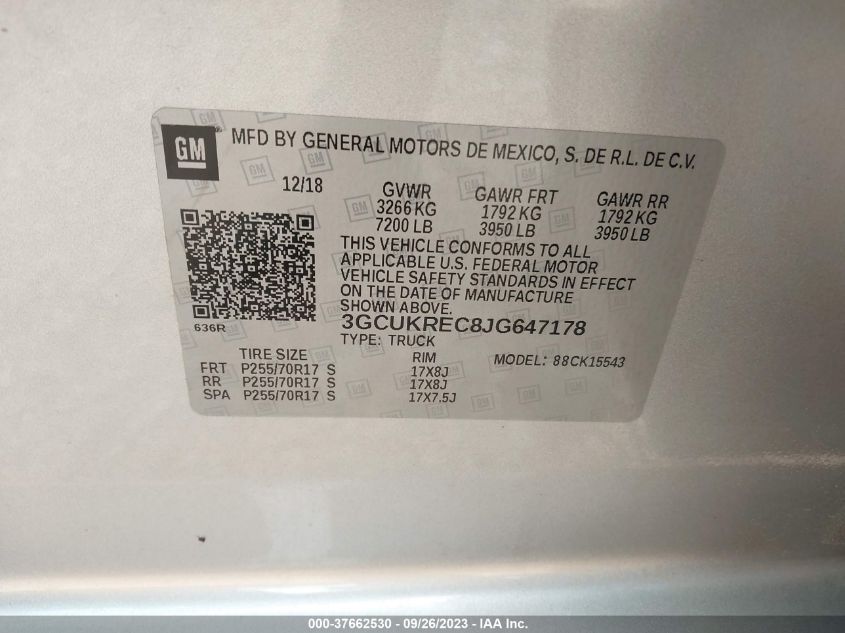 GM
MFD BY GENERAL MOTORS DE MEXICO, S. DE R.L. DE C.V.
12/18
GVWR
3266 KG
7200 LB
GAWR FRT
1792 KG
3950 LB
GAWR RR
1792 KG
3950 LB
THIS VEHICLE CONFORMS TO ALL
APPLICABLE U.S. FEDERAL MOTOR
VEHICLE SAFETY STANDARDS IN EFFECT
ON THE DATE OF MANUFACTURE
SHOWN ABOVE.
636R
3GCUKREC8JG647178
TYPE: TRUCK
TIRE SIZE RIM MODEL: 88CK15543
FRT P255/70R17 S 17X8J
RR P255/70R17 S 17X8J
SPA P255/70R17 S 17X7.5J
000-37662530 - 09/26/2023 - IAA Inc.